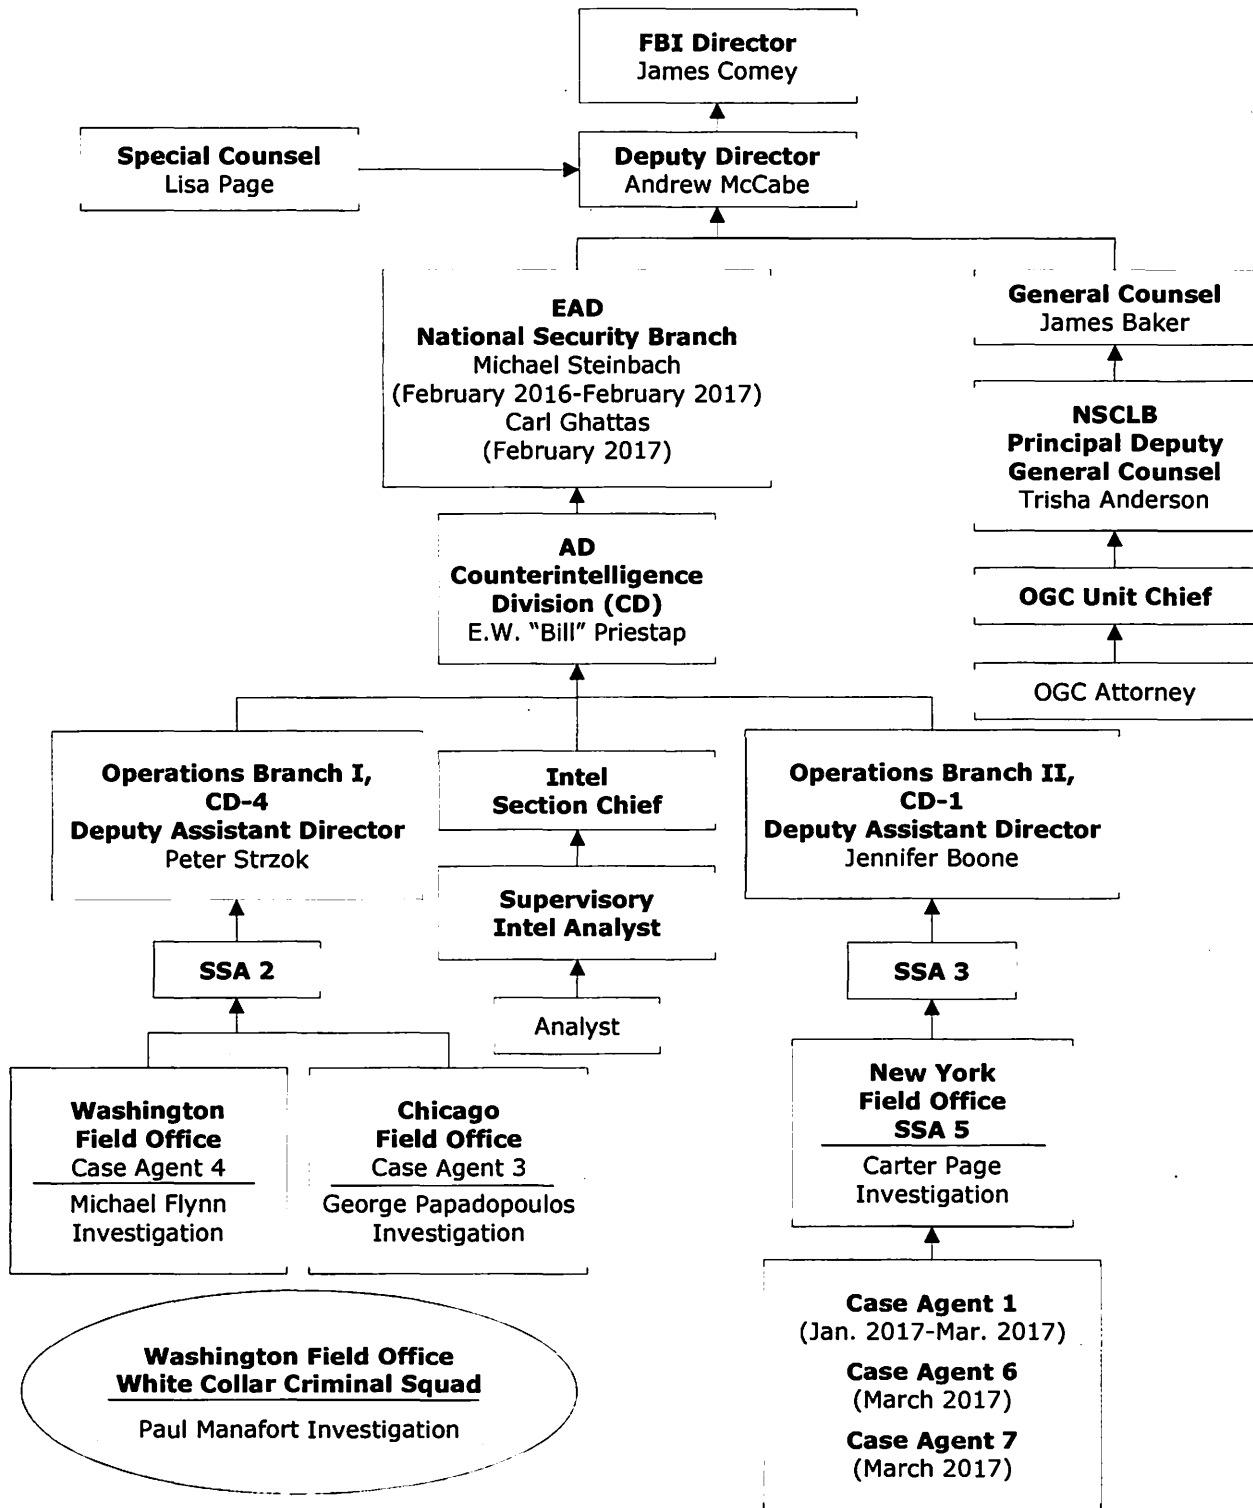 FBI Director
James Comey
Special Counsel
Lisa Page
Deputy Director
Andrew McCabe
EAD
National Security Branch
Michael Steinbach
(February 2016-February 2017)
Carl Ghattas
(February 2017)
General Counsel
James Baker
NSCLB
Principal Deputy
General Counsel
Trisha Anderson
OGC Unit Chief
OGC Attorney
AD
Counterintelligence
Division (CD)
E.W. "Bill" Priestap
Operations Branch I,
CD-4
Deputy Assistant Director
Peter Strzok
Intel
Section Chief
Operations Branch II,
CD-1
Deputy Assistant Director
Jennifer Boone
Supervisory
Intel Analyst
Analyst
SSA 2
SSA 3
Washington
Field Office
Case Agent 4
Michael Flynn
Investigation
Chicago
Field Office
Case Agent 3
George Papadopoulos
Investigation
New York
Field Office
SSA 5
Carter Page
Investigation
Washington Field Office
White Collar Criminal Squad
Paul Manafort Investigation
Case Agent 1
(Jan. 2017-Mar. 2017)
Case Agent 6
(March 2017)
Case Agent 7
(March 2017)